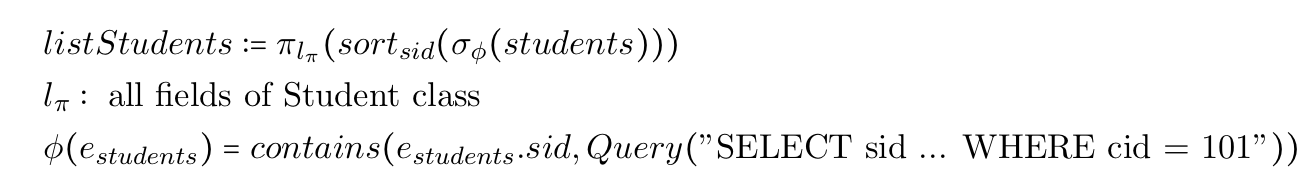 listStudents := π_{l_π}(sort_{sid}(σ_ϕ(students)))
l_π : all fields of Student class
ϕ(e_{students}) = contains(e_{students}.sid, Query(”SELECT sid ... WHERE cid = 101”))